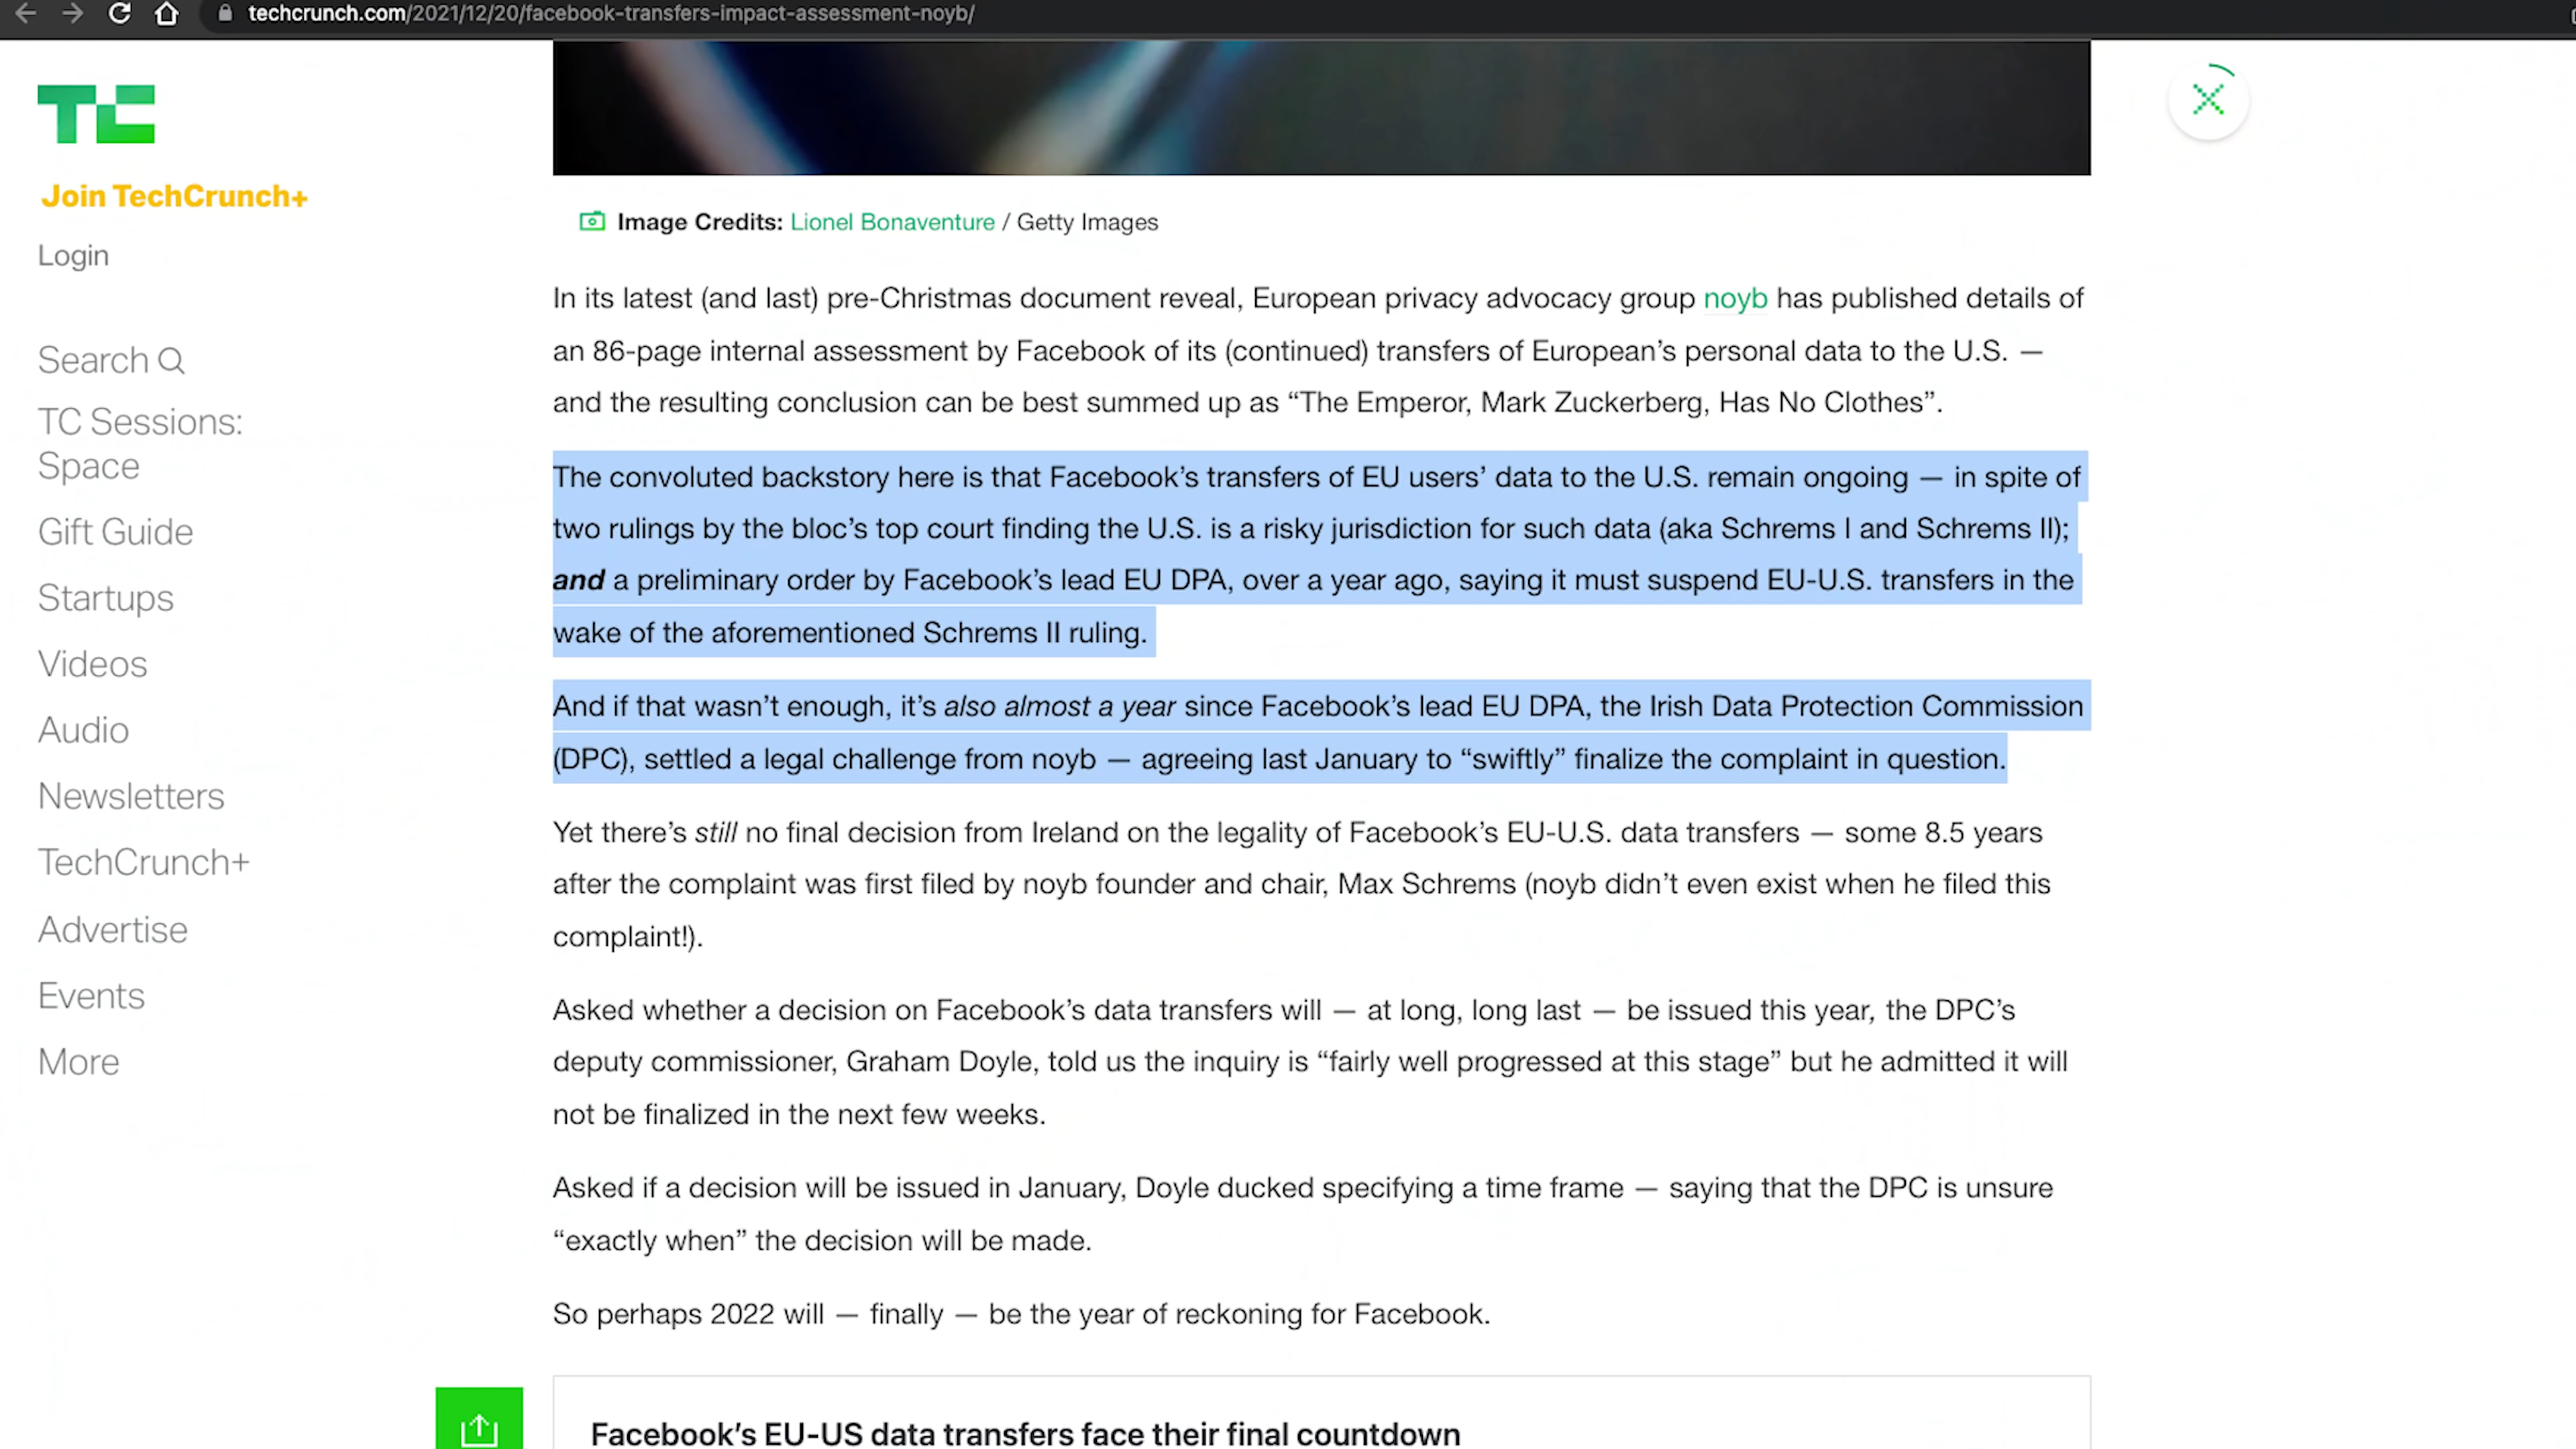 techcrunch.com/2021/12/20/facebook-transfers-impact-assessment-noyb/
TC
Join TechCrunch+
Login
Search
TC Sessions:
Space
Gift Guide
Startups
Videos
Audio
Newsletters
TechCrunch+
Advertise
Events
More
Image Credits: Lionel Bonaventure / Getty Images
In its latest (and last) pre-Christmas document reveal, European privacy advocacy group noyb has published details of
an 86-page internal assessment by Facebook of its (continued) transfers of European’s personal data to the U.S. —
and the resulting conclusion can be best summed up as “The Emperor, Mark Zuckerberg, Has No Clothes”.
The convoluted backstory here is that Facebook’s transfers of EU users’ data to the U.S. remain ongoing — in spite of
two rulings by the bloc’s top court finding the U.S. is a risky jurisdiction for such data (aka Schrems I and Schrems II);
and a preliminary order by Facebook’s lead EU DPA, over a year ago, saying it must suspend EU-U.S. transfers in the
wake of the aforementioned Schrems II ruling.
And if that wasn’t enough, it’s also almost a year since Facebook’s lead EU DPA, the Irish Data Protection Commission
(DPC), settled a legal challenge from noyb — agreeing last January to “swiftly” finalize the complaint in question.
Yet there’s still no final decision from Ireland on the legality of Facebook’s EU-U.S. data transfers — some 8.5 years
after the complaint was first filed by noyb founder and chair, Max Schrems (noyb didn’t even exist when he filed this
complaint!).
Asked whether a decision on Facebook’s data transfers will — at long, long last — be issued this year, the DPC’s
deputy commissioner, Graham Doyle, told us the inquiry is “fairly well progressed at this stage” but he admitted it will
not be finalized in the next few weeks.
Asked if a decision will be issued in January, Doyle ducked specifying a time frame — saying that the DPC is unsure
“exactly when” the decision will be made.
So perhaps 2022 will — finally — be the year of reckoning for Facebook.
Facebook’s EU-US data transfers face their final countdown